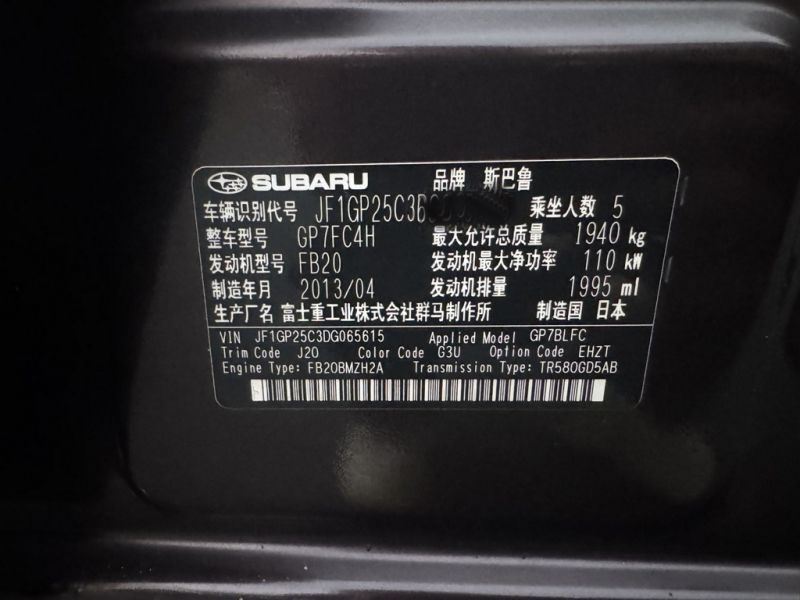 SUBARU 品牌 斯巴鲁
车辆识别代号 JF1GP25C3 乘坐人数 5
整车型号 GP7FC4H 最大允许总质量 1940 kg
发动机型号 FB20 发动机最大净功率 110 kW
制造年月 2013/04 发动机排量 1995 ml
生产厂名 富士重工业株式会社群马制作所 制造国 日本
VIN JF1GP25C3DG065615 Applied Model GP7BLFC
Trim Code J20 Color Code G3U Option Code EHZT
Engine Type: FB20BMZH2A Transmission Type: TR580GD5AB